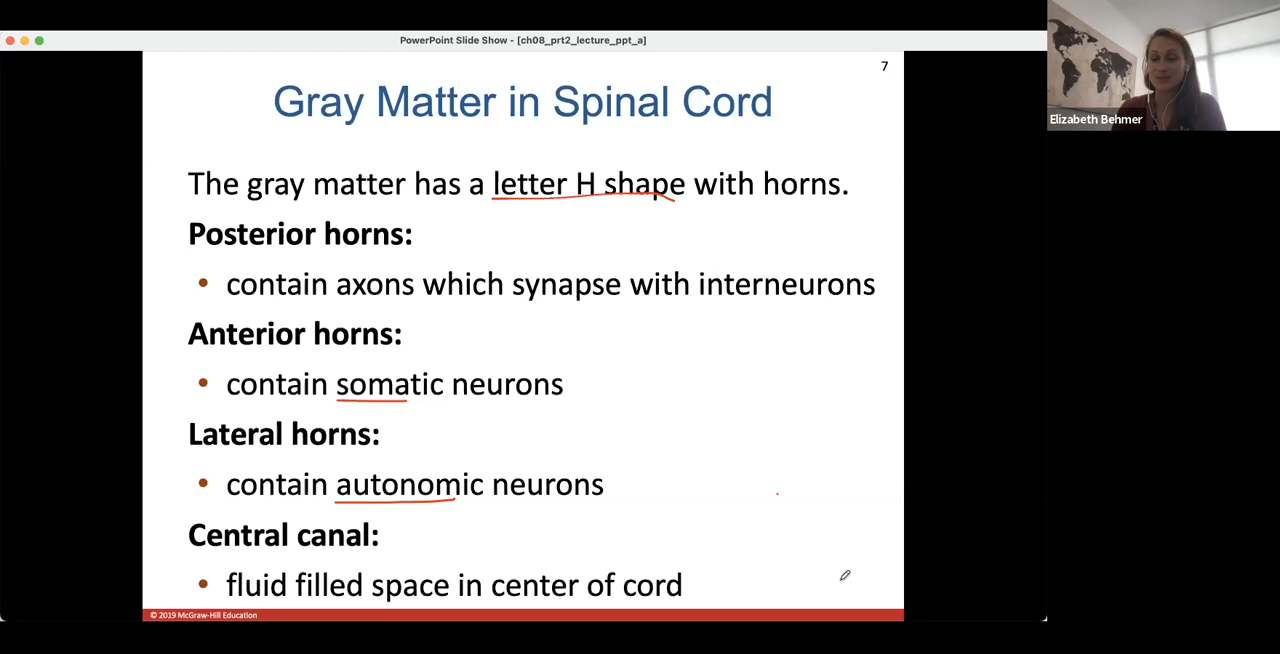 PowerPoint Slide Show - [ch08_prt2_lecture_ppt_a]
7
Gray Matter in Spinal Cord
The gray matter has a letter H shape with horns.
Posterior horns:
• contain axons which synapse with interneurons
Anterior horns:
• contain somatic neurons
Lateral horns:
• contain autonomic neurons
Central canal:
• fluid filled space in center of cord
© 2019 McGraw-Hill Education
Elizabeth Behmer